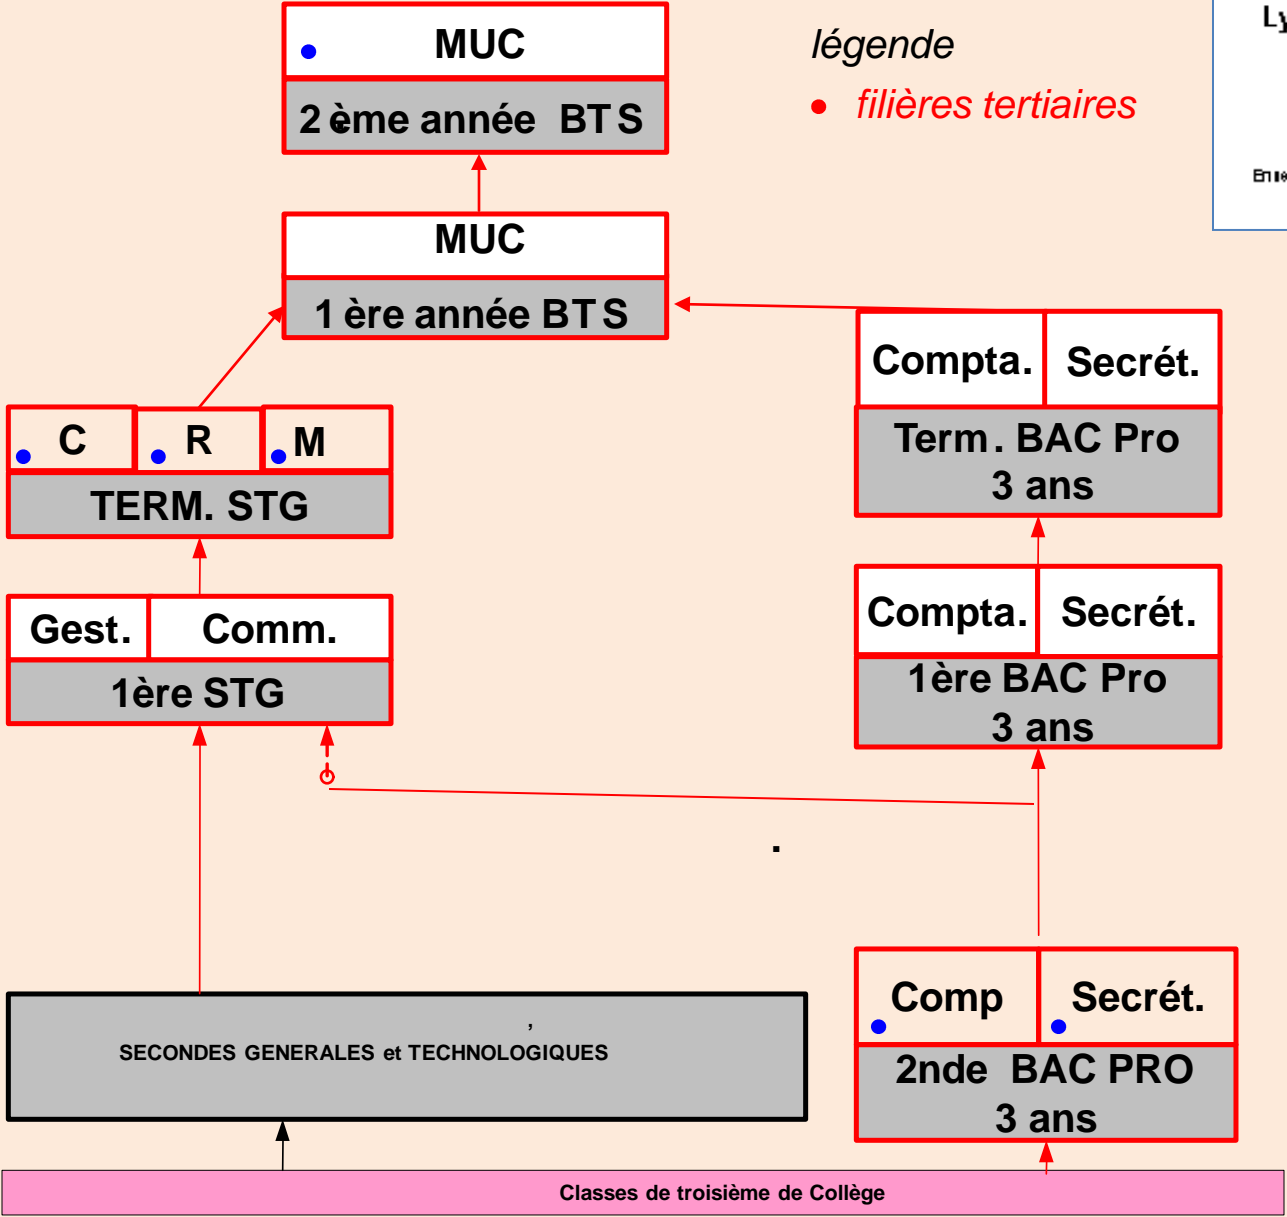 MUC
2 ème année BTS
légende
• filières tertiaires
MUC
1 ère année BTS
Compta. Secrét.
Term. BAC Pro
3 ans
C R M
TERM. STG
Gest. Comm.
1ère STG
Compta. Secrét.
1ère BAC Pro
3 ans
.
SECONDES GENERALES et TECHNOLOGIQUES
Comp Secrét.
2nde BAC PRO
3 ans
Classes de troisième de Collège